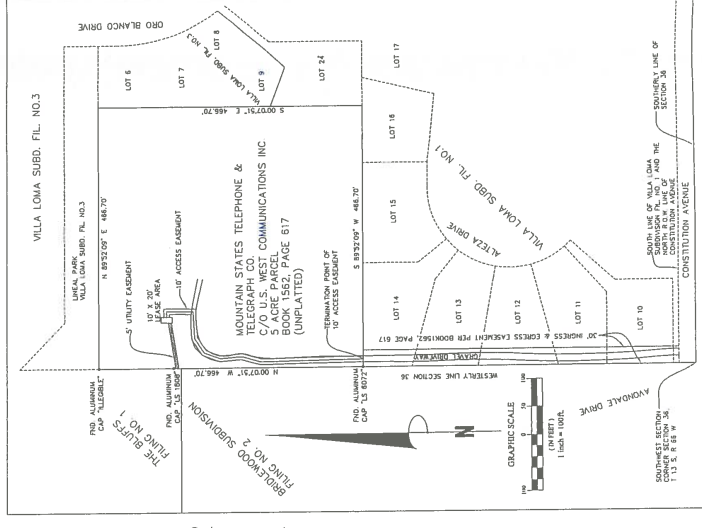 ORO BLANCO DRIVE
VILLA LOMA SUBD. FIL. NO.3
LINEAL PARK
VILLA LOMA SUBD. FIL. NO.3
LOT 6
LOT 7
LOT 8
VILLA LOMA SUBD. FIL. NO.3
LOT 9
LOT 24
LOT 17
N 89°52'09" E 466.70'
S 00°07'51" E 466.70'
5' UTILITY EASEMENT
10' X 20'
LEASE AREA
10' ACCESS EASEMENT
MOUNTAIN STATES TELEPHONE &
TELEGRAPH CO.
C/O U.S. WEST COMMUNICATIONS INC
5 ACRE PARCEL
BOOK 1562, PAGE 617
(UNPLATTED)
S 89°52'09" W 466.70'
TERMINATION POINT OF
10' ACCESS EASEMENT
N 00°07'51" W 466.70'
FND. ALUMINUM
CAP "ILLEGIBLE"
FND. ALUMINUM
CAP "LS 1808"
FND. ALUMINUM
CAP "LS 6072"
THE BLUFFS
FILING NO. 1
BRIDLEWOOD SUBDIVISION
FILING NO. 2
LOT 16
LOT 15
LOT 14
LOT 13
LOT 12
LOT 11
LOT 10
ALTEZA DRIVE
VILLA LOMA SUBD. FIL. NO.1
30' INGRESS & EGRESS EASEMENT PER BOOK1562, PAGE 617
GRAVEL DRIVEWAY
WESTERLY LINE SECTION 36
AVONDALE DRIVE
SOUTHERLY LINE OF
SECTION 36
SOUTH LINE OF VILLA LOMA
SUBDIVISION FIL. NO. 1 AND THE
NORTH R.O.W. LINE OF
CONSTITUTION AVENUE
CONSTITUTION AVENUE
SOUTHWEST SECTION
CORNER SECTION 36,
T 13 S, R 66 W
N
GRAPHIC SCALE
100 0 50 100
( IN FEET )
1 inch = 100ft.